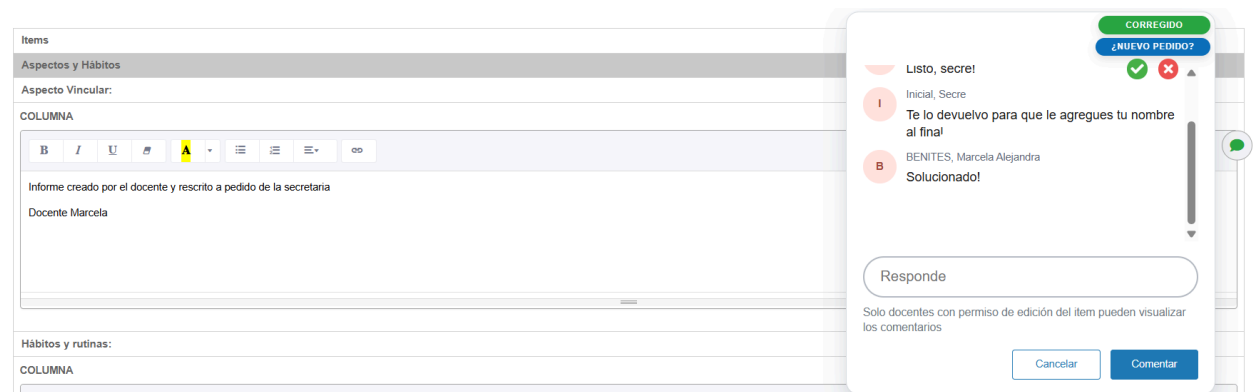 Items
Aspectos y Hábitos
Aspecto Vincular:
COLUMNA
B I U A
Informe creado por el docente y rescrito a pedido de la secretaria
Docente Marcela
Hábitos y rutinas:
COLUMNA
CORREGIDO
¿NUEVO PEDIDO?
Listo, secre!
I
Inicial, Secre
Te lo devuelvo para que le agregues tu nombre
al final
B
BENITES, Marcela Alejandra
Solucionado!
Responde
Solo docentes con permiso de edición del item pueden visualizar
los comentarios
Cancelar
Comentar